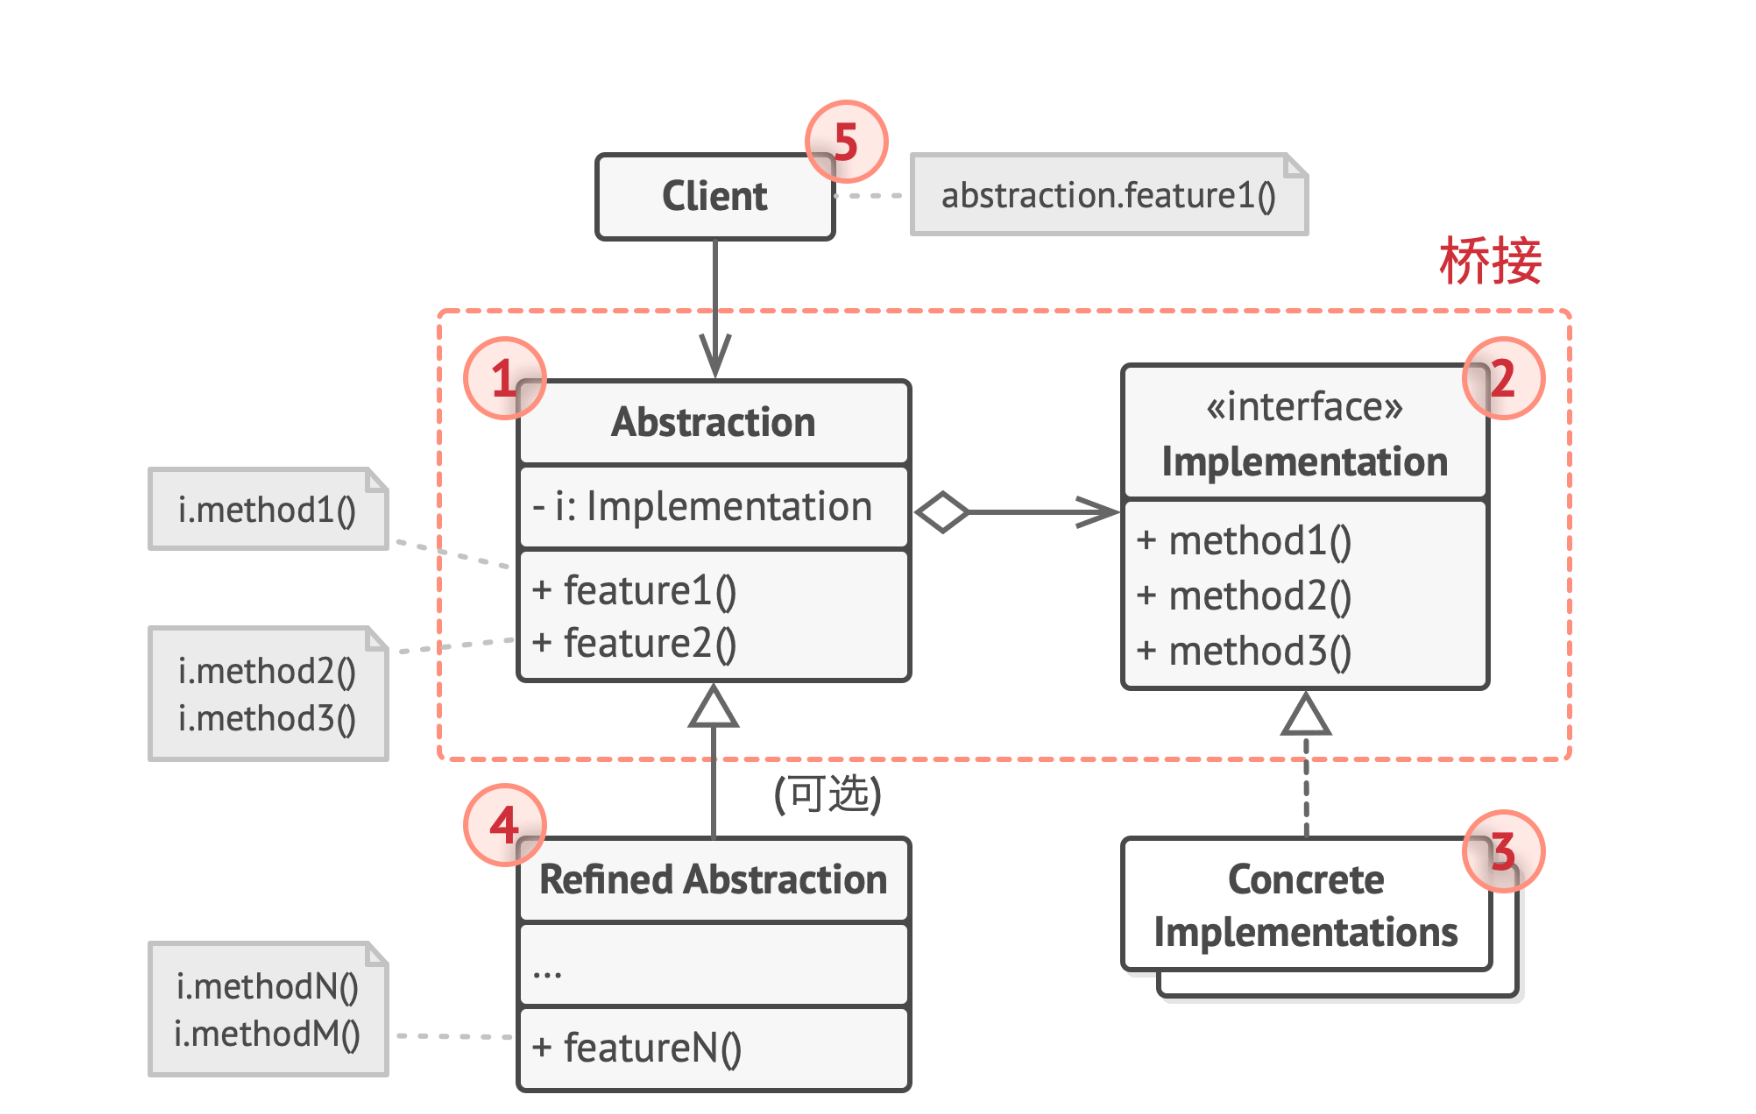 5
Client
abstraction.feature1()
桥接
1
Abstraction
- i: Implementation
+ feature1()
+ feature2()
i.method1()
i.method2()
i.method3()
2
«interface»
Implementation
+ method1()
+ method2()
+ method3()
(可选)
4
Refined Abstraction
...
+ featureN()
i.methodN()
i.methodM()
3
Concrete
Implementations